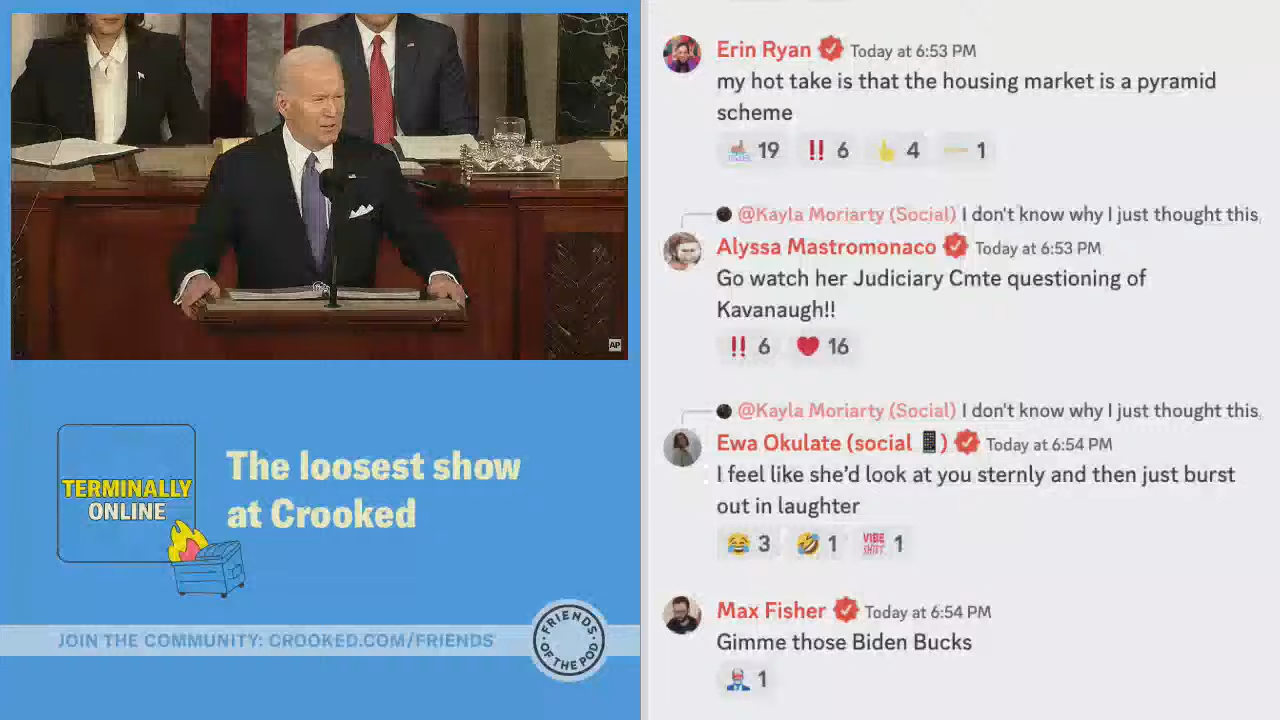 AP
TERMINALLY
ONLINE
The loosest show
at Crooked
JOIN THE COMMUNITY: CROOKED.COM/FRIENDS
FRIENDS
OF THE POD
Erin Ryan Today at 6:53 PM
my hot take is that the housing market is a pyramid
scheme
19 6 4 1
@Kayla Moriarty (Social) I don't know why I just thought this
Alyssa Mastromonaco Today at 6:53 PM
Go watch her Judiciary Cmte questioning of
Kavanaugh!!
6 16
@Kayla Moriarty (Social) I don't know why I just thought this
Ewa Okulate (social ) Today at 6:54 PM
I feel like she'd look at you sternly and then just burst
out in laughter
3 1 VIBE SHIFT 1
Max Fisher Today at 6:54 PM
Gimme those Biden Bucks
1